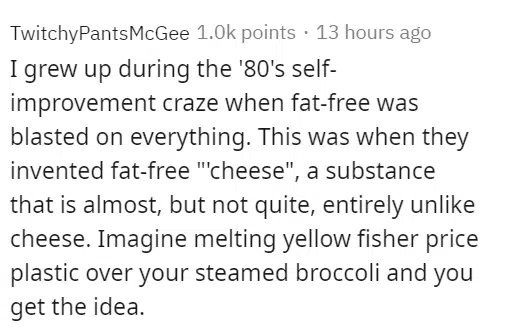 TwitchyPantsMcGee 1.0k points · 13 hours ago
I grew up during the '80's self-
improvement craze when fat-free was
blasted on everything. This was when they
invented fat-free "'cheese", a substance
that is almost, but not quite, entirely unlike
cheese. Imagine melting yellow fisher price
plastic over your steamed broccoli and you
get the idea.